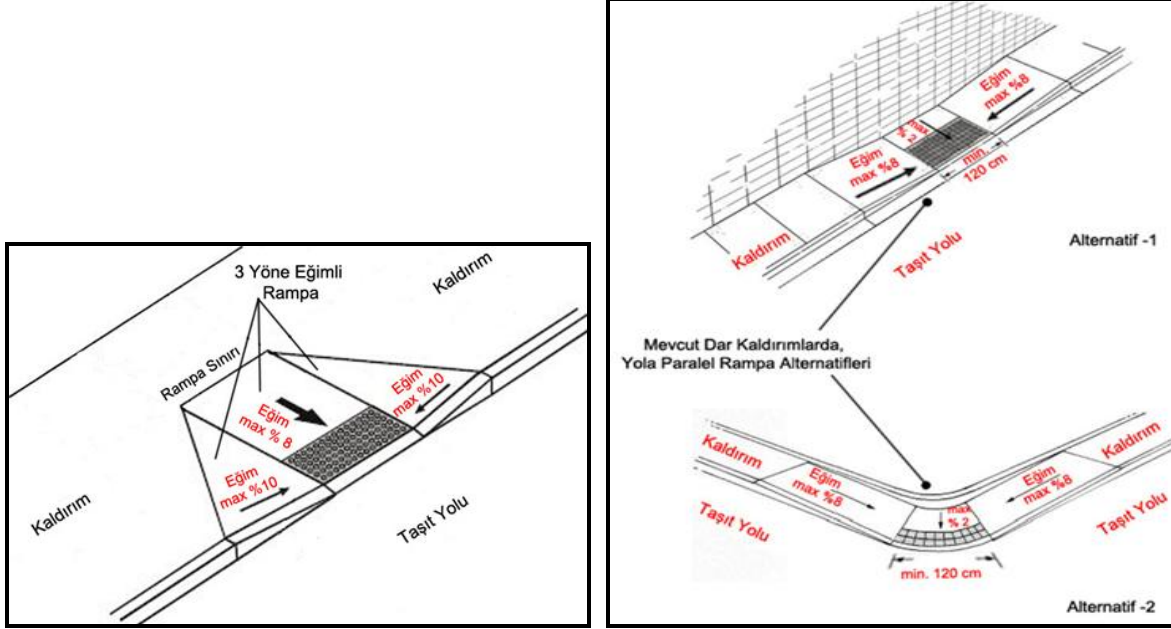 3 Yöne Eğimli
Rampa
Kaldırım
Rampa Sınırı
Eğim
max %10
Eğim
max % 8
Eğim
max %10
Kaldırım
Taşıt Yolu
Eğim
max %8
max
% 2
Eğim
max %8
min.
120 cm
Kaldırım
Taşıt Yolu
Alternatif -1
Mevcut Dar Kaldırımlarda,
Yola Paralel Rampa Alternatifleri
Kaldırım
Kaldırım
Eğim
max %8
Eğim
max %8
max
% 2
Taşıt Yolu
Taşıt Yolu
min. 120 cm
Alternatif -2